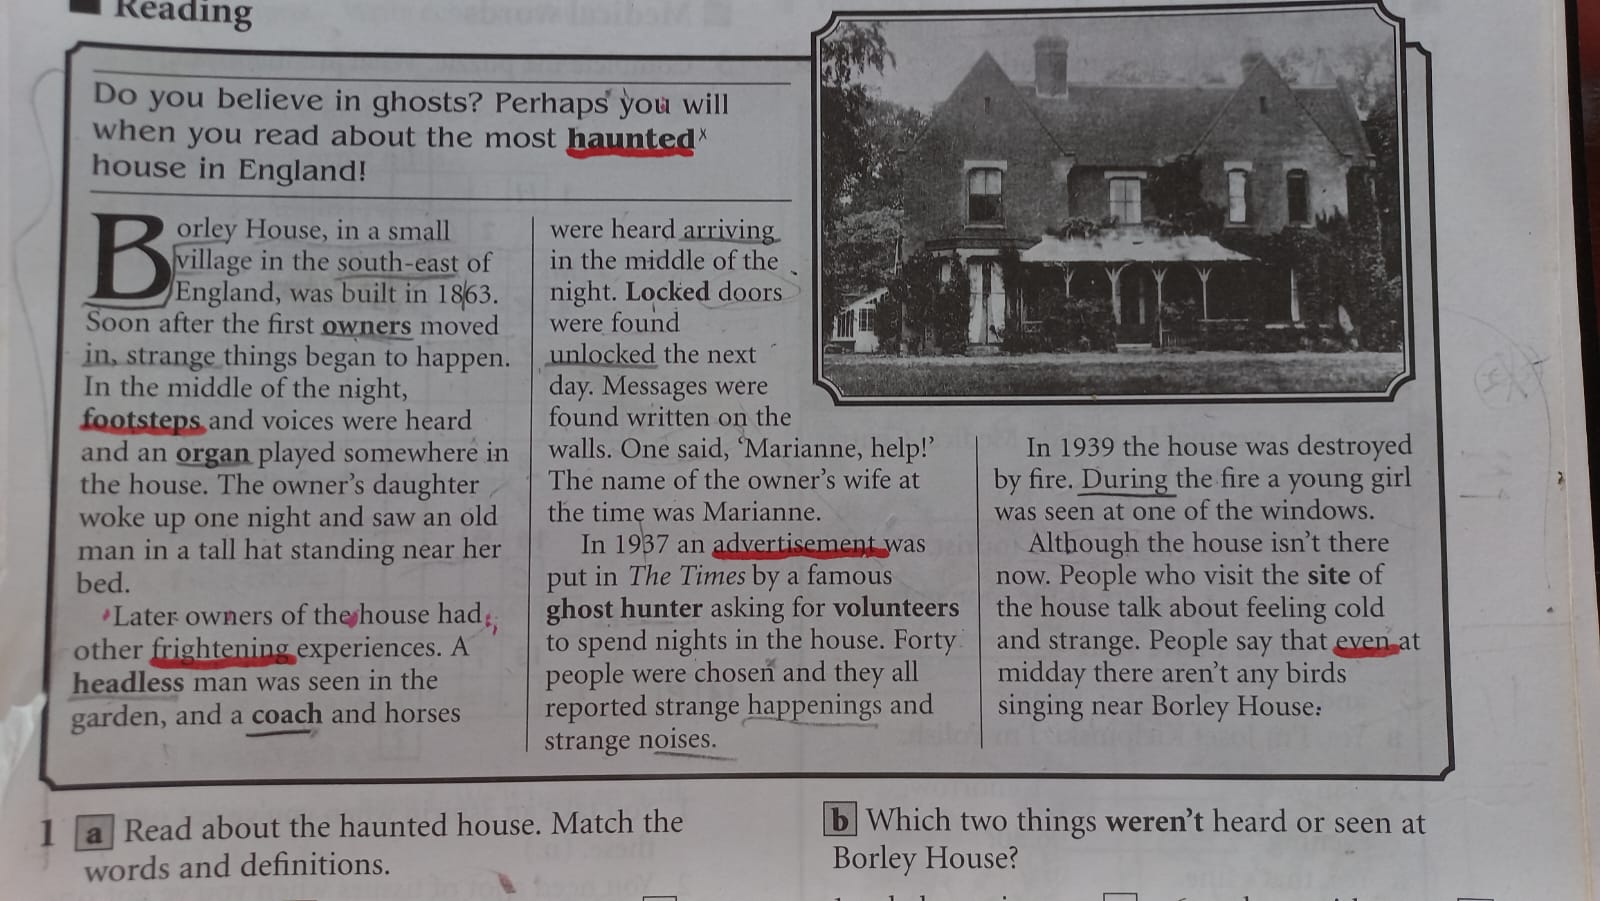 Reading
Do you believe in ghosts? Perhaps you will
when you read about the most haunted
house in England!
Borley House, in a small
village in the south-east of
England, was built in 1863.
Soon after the first owners moved
in, strange things began to happen.
In the middle of the night,
footsteps and voices were heard
and an organ played somewhere in
the house. The owner's daughter
woke up one night and saw an old
man in a tall hat standing near her
bed.
Later owners of the house had
other frightening experiences. A
headless man was seen in the
garden, and a coach and horses
were heard arriving
in the middle of the
night. Locked doors
were found
unlocked the next
day. Messages were
found written on the
walls. One said, ‘Marianne, help!’
The name of the owner's wife at
the time was Marianne.
In 1937 an advertisement was
put in The Times by a famous
ghost hunter asking for volunteers
to spend nights in the house. Forty
people were chosen and they all
reported strange happenings and
strange noises.
In 1939 the house was destroyed
by fire. During the fire a young girl
was seen at one of the windows.
Although the house isn't there
now. People who visit the site of
the house talk about feeling cold
and strange. People say that even at
midday there aren't any birds
singing near Borley House.
1 a Read about the haunted house. Match the
words and definitions.
b Which two things weren't heard or seen at
Borley House?